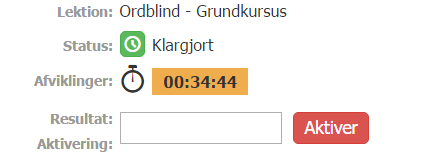 Lektion: Ordblind - Grundkursus
Status: Klargjort
Afviklinger: 00:34:44
Resultat:
Aktivering: Aktiver